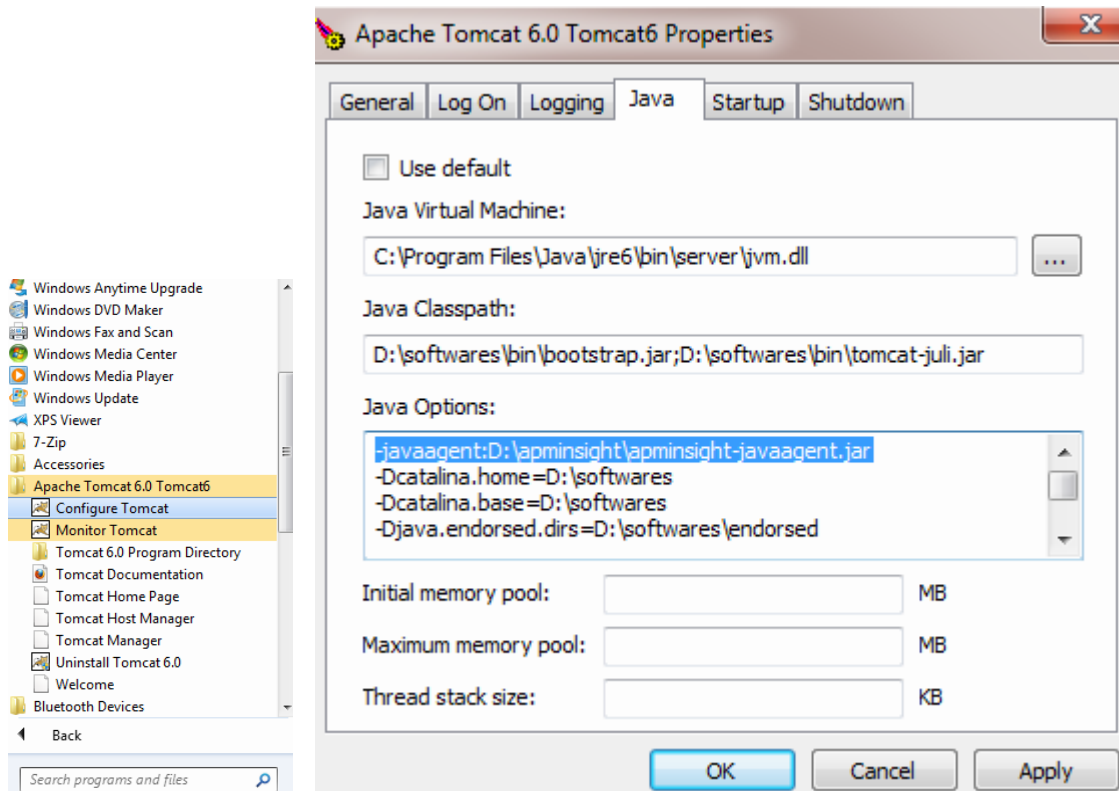 Windows Anytime Upgrade
Windows DVD Maker
Windows Fax and Scan
Windows Media Center
Windows Media Player
Windows Update
XPS Viewer
7-Zip
Accessories
Apache Tomcat 6.0 Tomcat6
Configure Tomcat
Monitor Tomcat
Tomcat 6.0 Program Directory
Tomcat Documentation
Tomcat Home Page
Tomcat Host Manager
Tomcat Manager
Uninstall Tomcat 6.0
Welcome
Bluetooth Devices
Back
Search programs and files
Apache Tomcat 6.0 Tomcat6 Properties
General Log On Logging Java Startup Shutdown
Use default
Java Virtual Machine:
C:\Program Files\Java\jre6\bin\server\jvm.dll ...
Java Classpath:
D:\softwares\bin\bootstrap.jar;D:\softwares\bin\tomcat-juli.jar
Java Options:
-javaagent:D:\apminsight\apminsight-javaagent.jar
-Dcatalina.home=D:\softwares
-Dcatalina.base=D:\softwares
-Djava.endorsed.dirs=D:\softwares\endorsed
Initial memory pool: MB
Maximum memory pool: MB
Thread stack size: KB
OK Cancel Apply